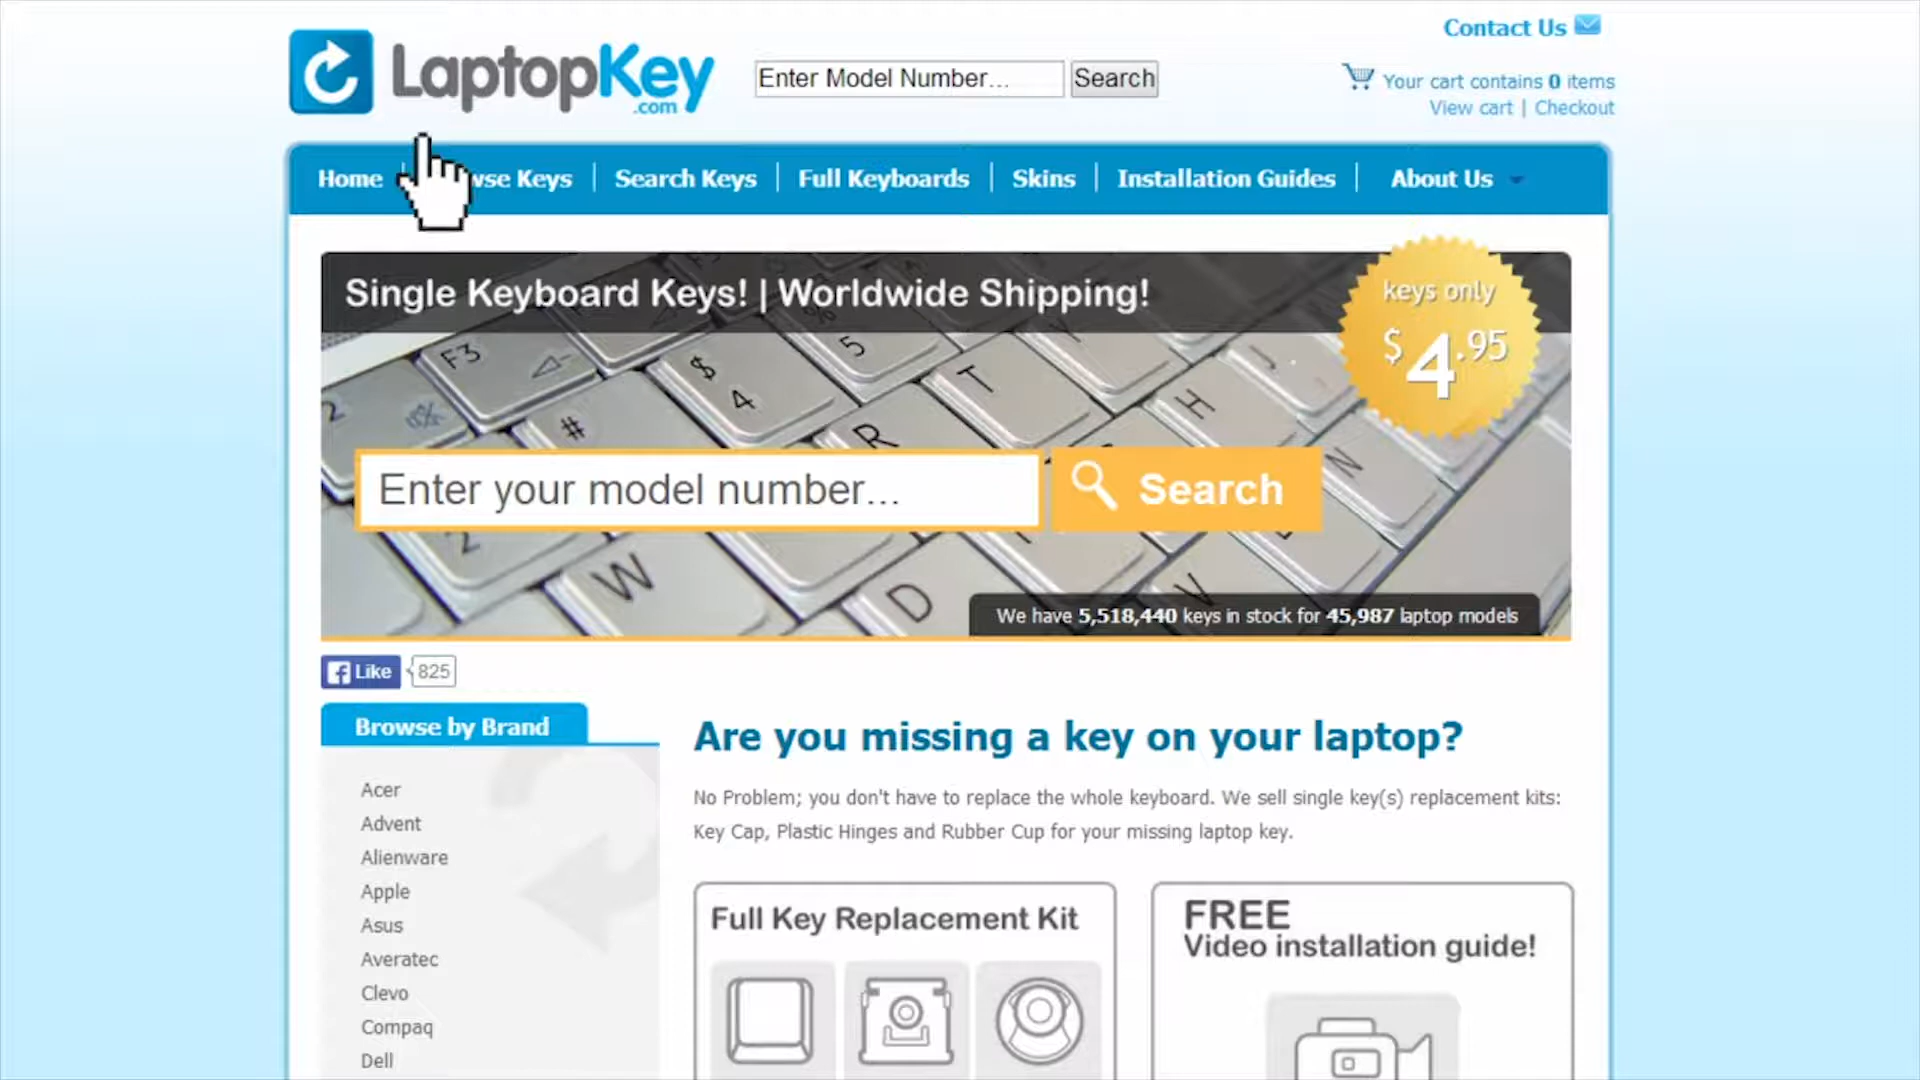 LaptopKey
.com
Enter Model Number...
Search
Contact Us
Your cart contains 0 items
View cart | Checkout
Home
Keys
Search Keys
Full Keyboards
Skins
Installation Guides
About Us
Single Keyboard Keys! | Worldwide Shipping!
keys only
$4.95
F3
$
4
5
T
H
2
#
R
N
Enter your model number...
Search
W
D
V
We have 5,518,440 keys in stock for 45,987 laptop models
Like
825
Browse by Brand
Acer
Advent
Alienware
Apple
Asus
Averatec
Clevo
Compaq
Dell
Are you missing a key on your laptop?
No Problem; you don't have to replace the whole keyboard. We sell single key(s) replacement kits:
Key Cap, Plastic Hinges and Rubber Cup for your missing laptop key.
Full Key Replacement Kit
FREE
Video installation guide!